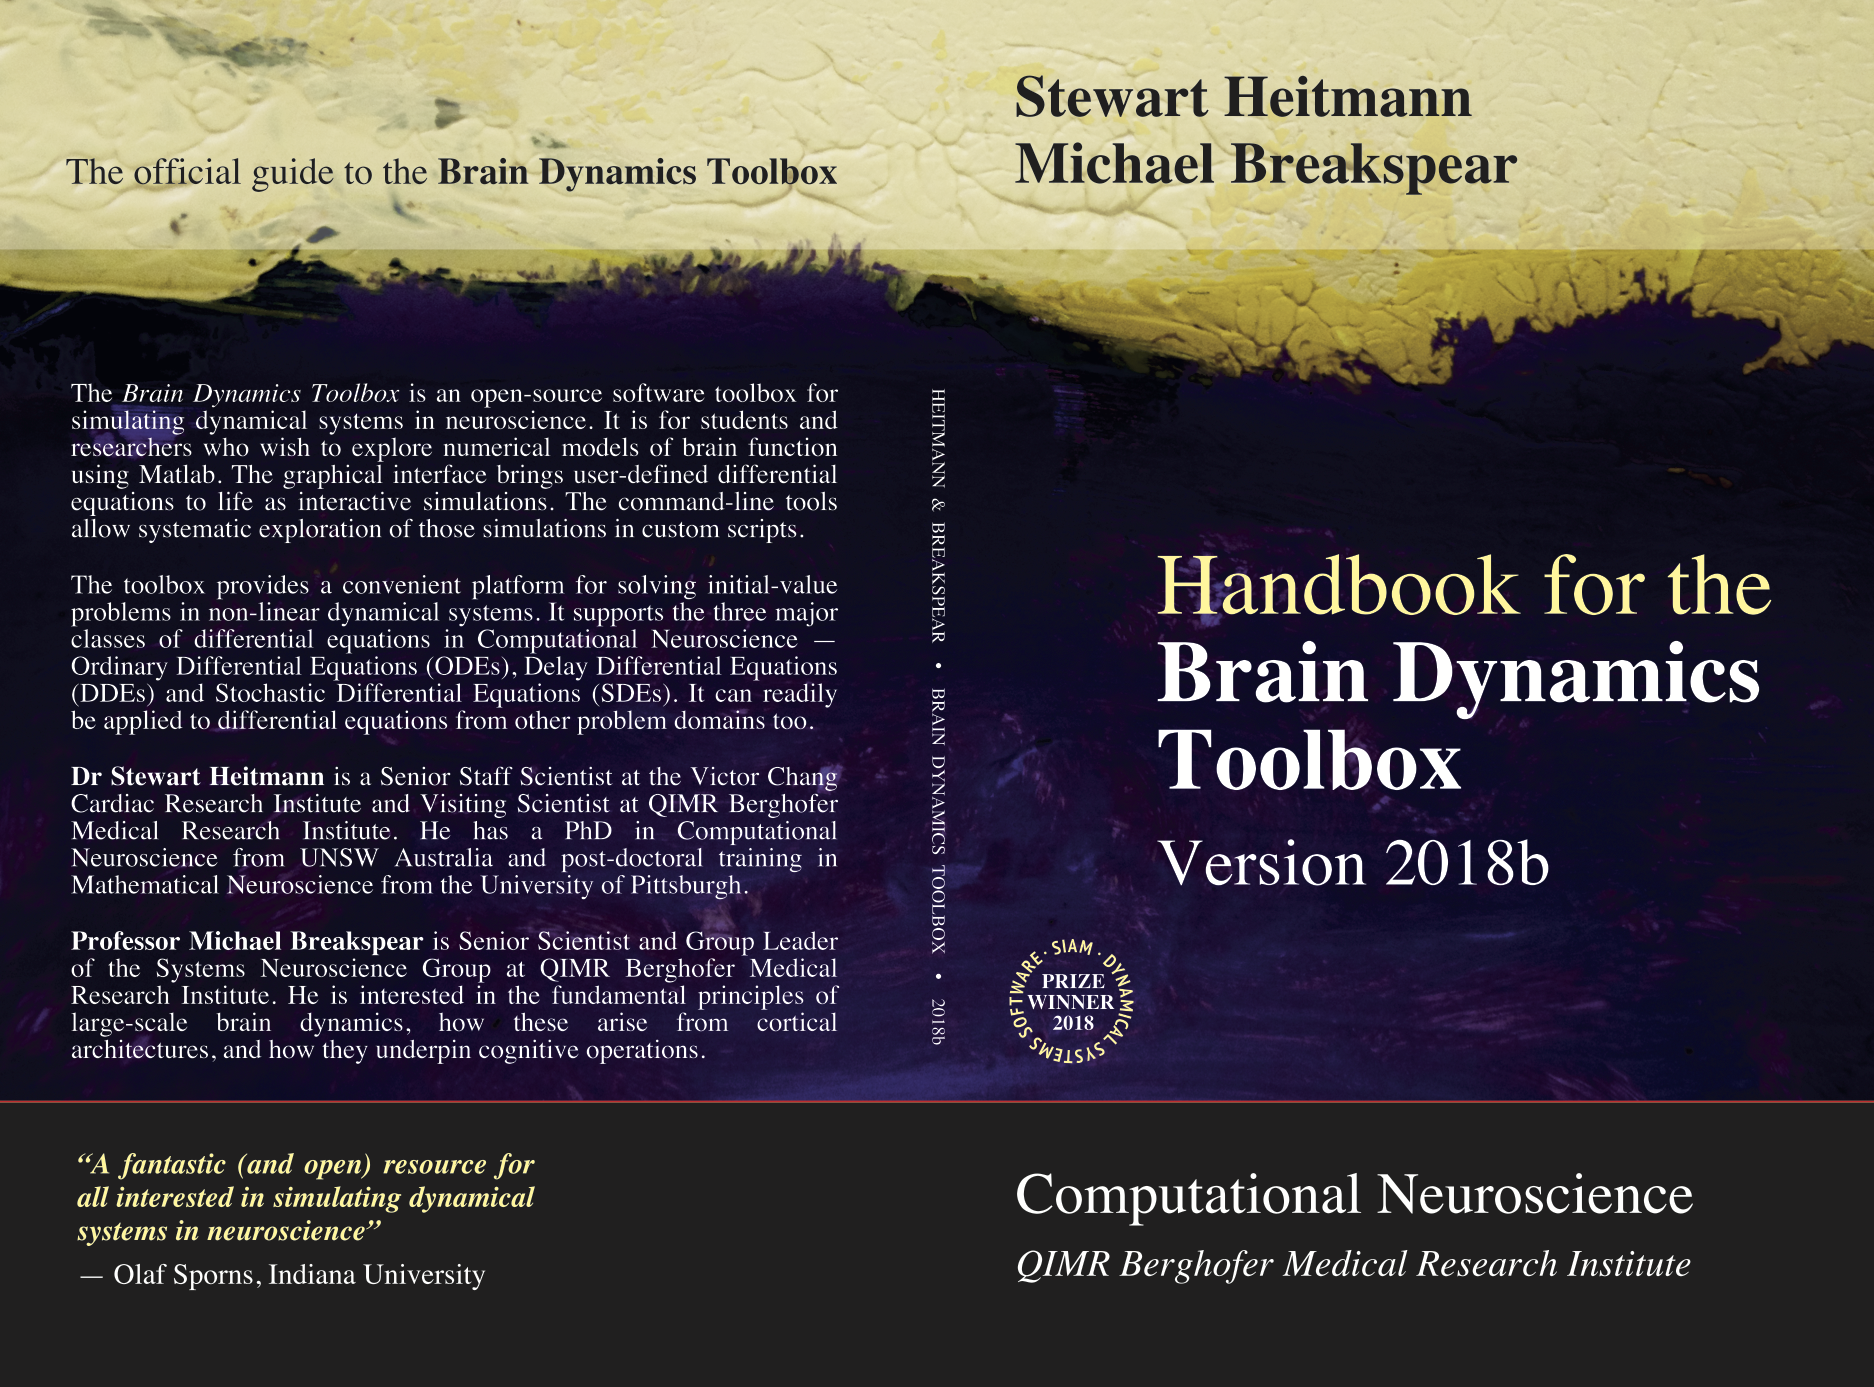 The official guide to the Brain Dynamics Toolbox
The Brain Dynamics Toolbox is an open-source software toolbox for
simulating dynamical systems in neuroscience. It is for students and
researchers who wish to explore numerical models of brain function
using Matlab. The graphical interface brings user-defined differential
equations to life as interactive simulations. The command-line tools
allow systematic exploration of those simulations in custom scripts.
The toolbox provides a convenient platform for solving initial-value
problems in non-linear dynamical systems. It supports the three major
classes of differential equations in Computational Neuroscience —
Ordinary Differential Equations (ODEs), Delay Differential Equations
(DDEs) and Stochastic Differential Equations (SDEs). It can readily
be applied to differential equations from other problem domains too.
Dr Stewart Heitmann is a Senior Staff Scientist at the Victor Chang
Cardiac Research Institute and Visiting Scientist at QIMR Berghofer
Medical Research Institute. He has a PhD in Computational
Neuroscience from UNSW Australia and post-doctoral training in
Mathematical Neuroscience from the University of Pittsburgh.
Professor Michael Breakspear is Senior Scientist and Group Leader
of the Systems Neuroscience Group at QIMR Berghofer Medical
Research Institute. He is interested in the fundamental principles of
large-scale brain dynamics, how these arise from cortical
architectures, and how they underpin cognitive operations.
“A fantastic (and open) resource for
all interested in simulating dynamical
systems in neuroscience”
— Olaf Sporns, Indiana University
HEITMANN & BREAKSPEAR • BRAIN DYNAMICS TOOLBOX • 2018b
Stewart Heitmann
Michael Breakspear
Handbook for the
Brain Dynamics
Toolbox
Version 2018b
· SIAM · DYNAMICAL SYSTEMS SOFTWARE
PRIZE
WINNER
2018
Computational Neuroscience
QIMR Berghofer Medical Research Institute